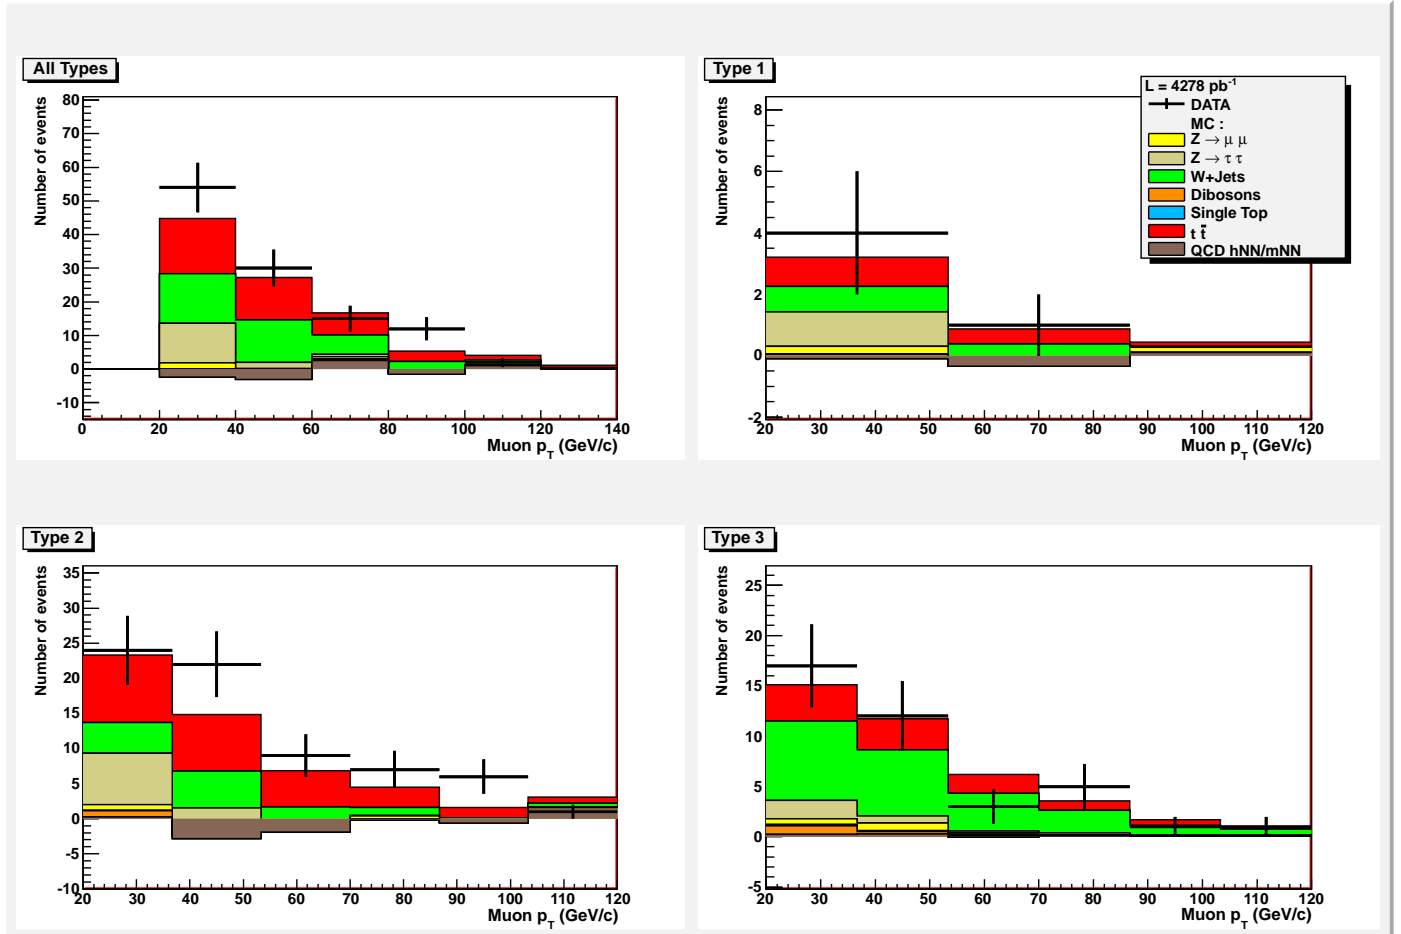 All Types
Number of events
80
70
60
50
40
30
20
10
0
-10
0 20 40 60 80 100 120 140
Muon p_T (GeV/c)
Type 1
Number of events
8
6
4
2
0
-2
20 30 40 50 60 70 80 90 100 110 120
Muon p_T (GeV/c)
L = 4278 pb⁻¹
DATA
MC :
Z → μ μ
Z → τ τ
W+Jets
Dibosons
Single Top
t t̄
QCD hNN/mNN
Type 2
Number of events
35
30
25
20
15
10
5
0
-5
-10
20 30 40 50 60 70 80 90 100 110 120
Muon p_T (GeV/c)
Type 3
Number of events
25
20
15
10
5
0
-5
20 30 40 50 60 70 80 90 100 110 120
Muon p_T (GeV/c)